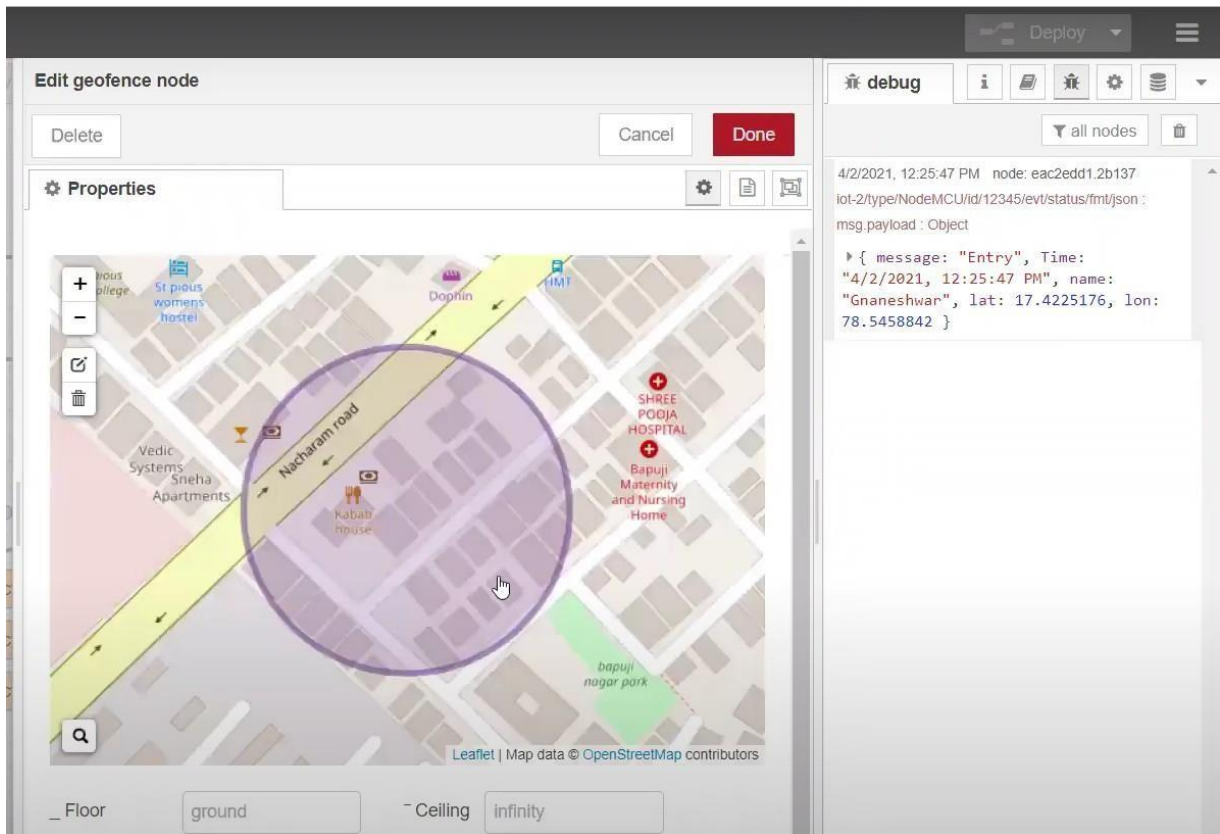 Deploy
Edit geofence node
Delete
Cancel
Done
Properties
+
−
St pious
womens
hostel
Dophin
HMT
Nacharam road
Vedic
Systems
Sneha
Apartments
Kabab
house
SHREE
POOJA
HOSPITAL
Bapuji
Maternity
and Nursing
Home
bapuji
nagar park
Leaflet | Map data © OpenStreetMap contributors
_ Floor
ground
‾ Ceiling
infinity
debug
i
all nodes
4/2/2021, 12:25:47 PM node: eac2edd1.2b137
iot-2/type/NodeMCU/id/12345/evt/status/fmt/json :
msg.payload : Object
{ message: "Entry", Time:
"4/2/2021, 12:25:47 PM", name:
"Gnaneshwar", lat: 17.4225176, lon:
78.5458842 }